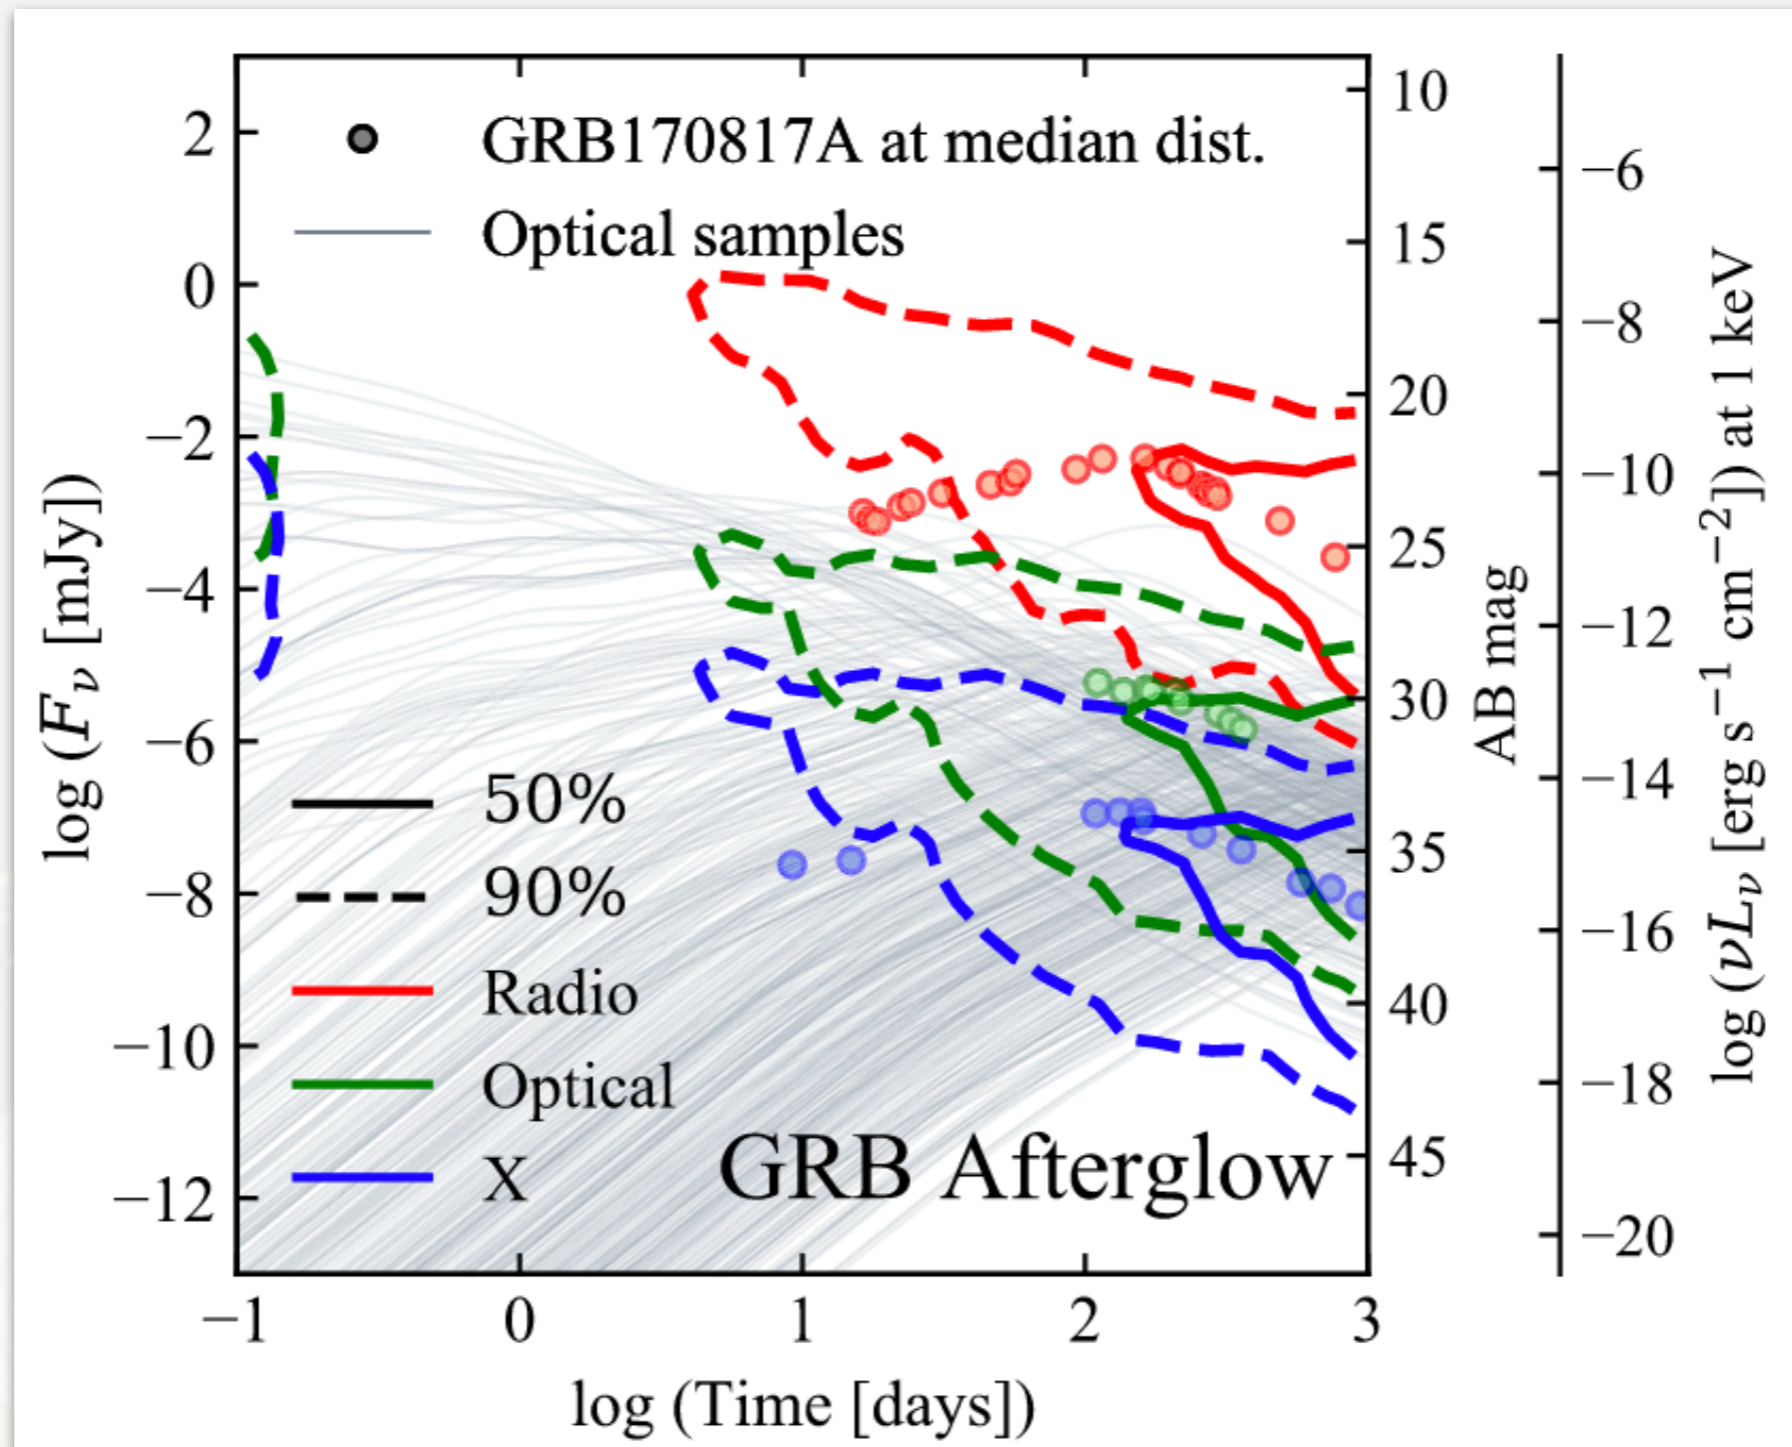 GRB170817A at median dist.
Optical samples
50%
90%
Radio
Optical
X
GRB Afterglow
log (Fν [mJy])
2
0
−2
−4
−6
−8
−10
−12
−1 0 1 2 3
log (Time [days])
10
15
20
25
30
35
40
45
AB mag
−6
−8
−10
−12
−14
−16
−18
−20
log (νLν [erg s⁻¹ cm⁻²]) at 1 keV